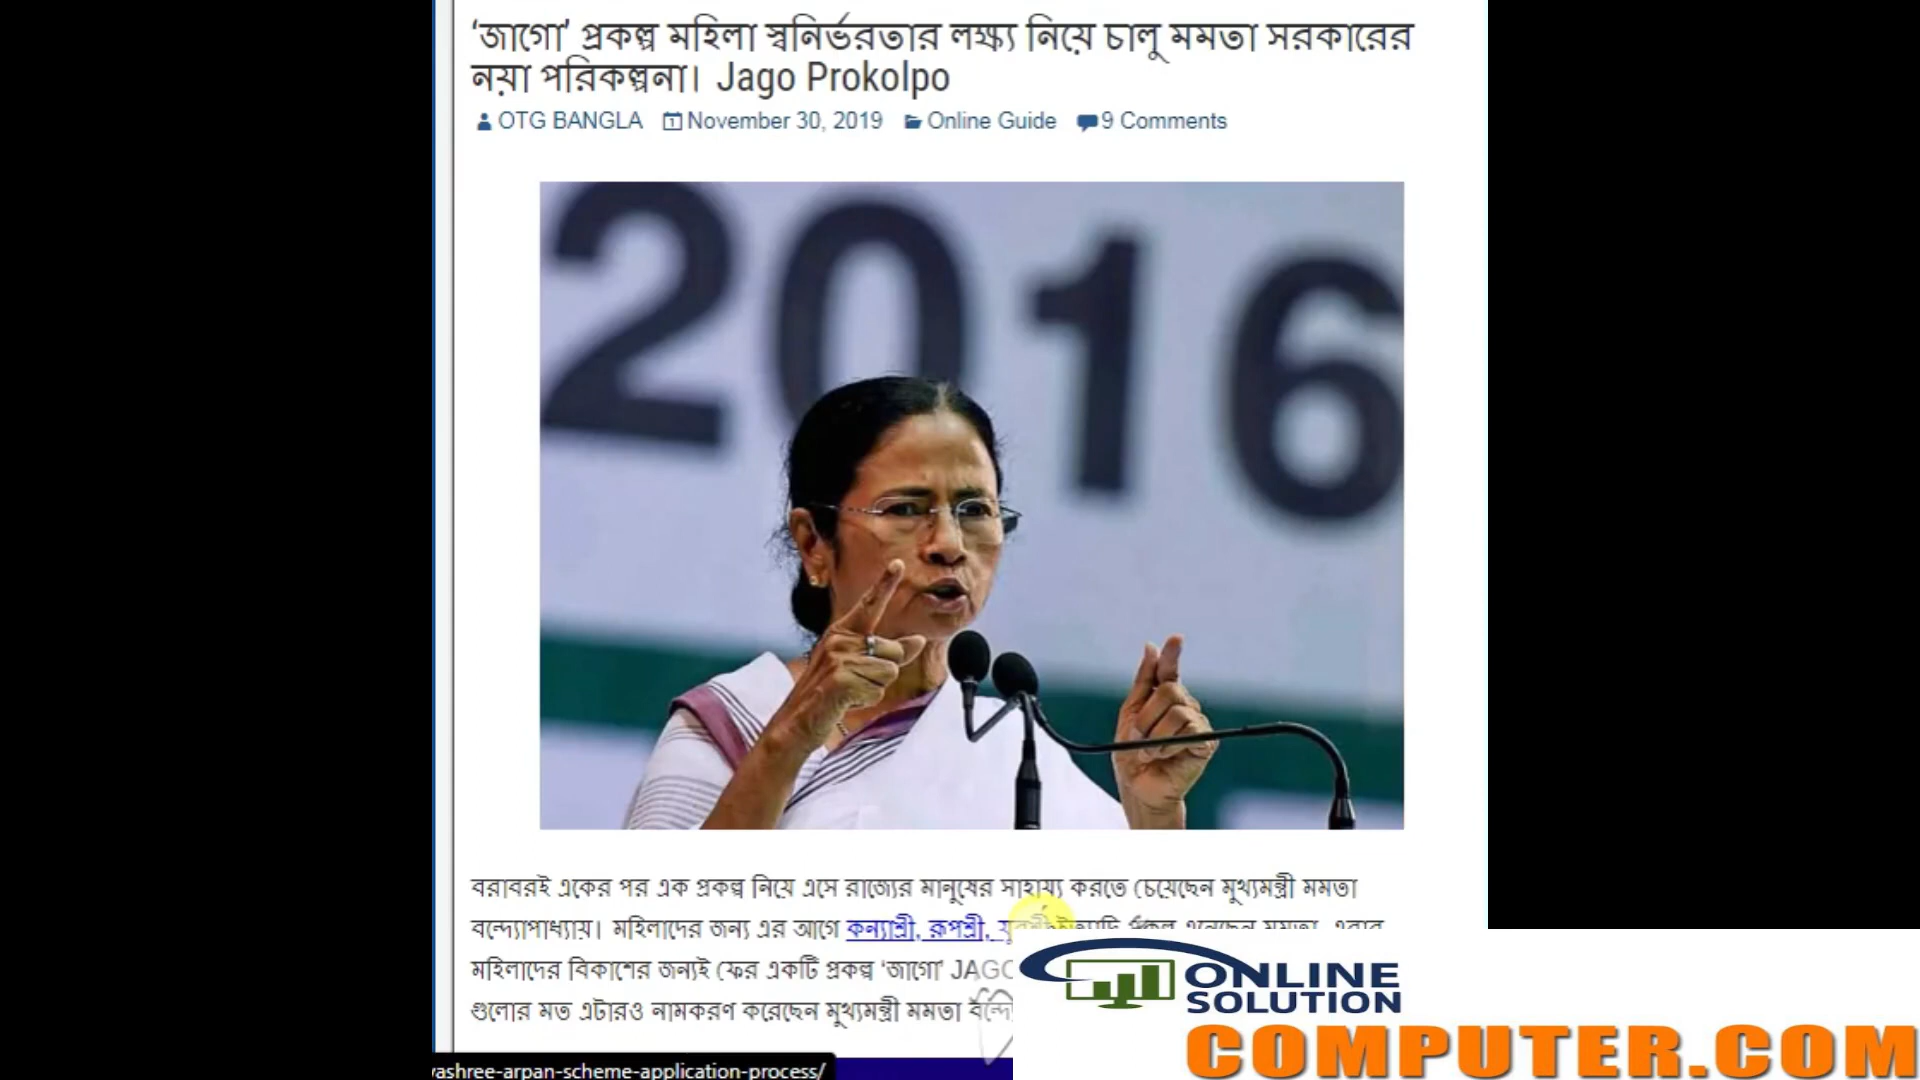 ‘জাগো’ প্রকল্প মহিলা স্বনির্ভরতার লক্ষ্য নিয়ে চালু মমতা সরকারের
নয়া পরিকল্পনা। Jago Prokolpo
OTG BANGLA November 30, 2019 Online Guide 9 Comments
2016
বরাবরই একের পর এক প্রকল্প নিয়ে এসে রাজ্যের মানুষের সাহায্য করতে চেয়েছেন মুখ্যমন্ত্রী মমতা
বন্দ্যোপাধ্যায়। মহিলাদের জন্য এর আগে কন্যাশ্রী, রূপশ্রী,
মহিলাদের বিকাশের জন্যই ফের একটি প্রকল্প ‘জাগো’ JAGO
গুলোর মত এটারও নামকরণ করেছেন মুখ্যমন্ত্রী মমতা
ONLINE
SOLUTION
COMPUTER.COM
yashree-arpan-scheme-application-process/